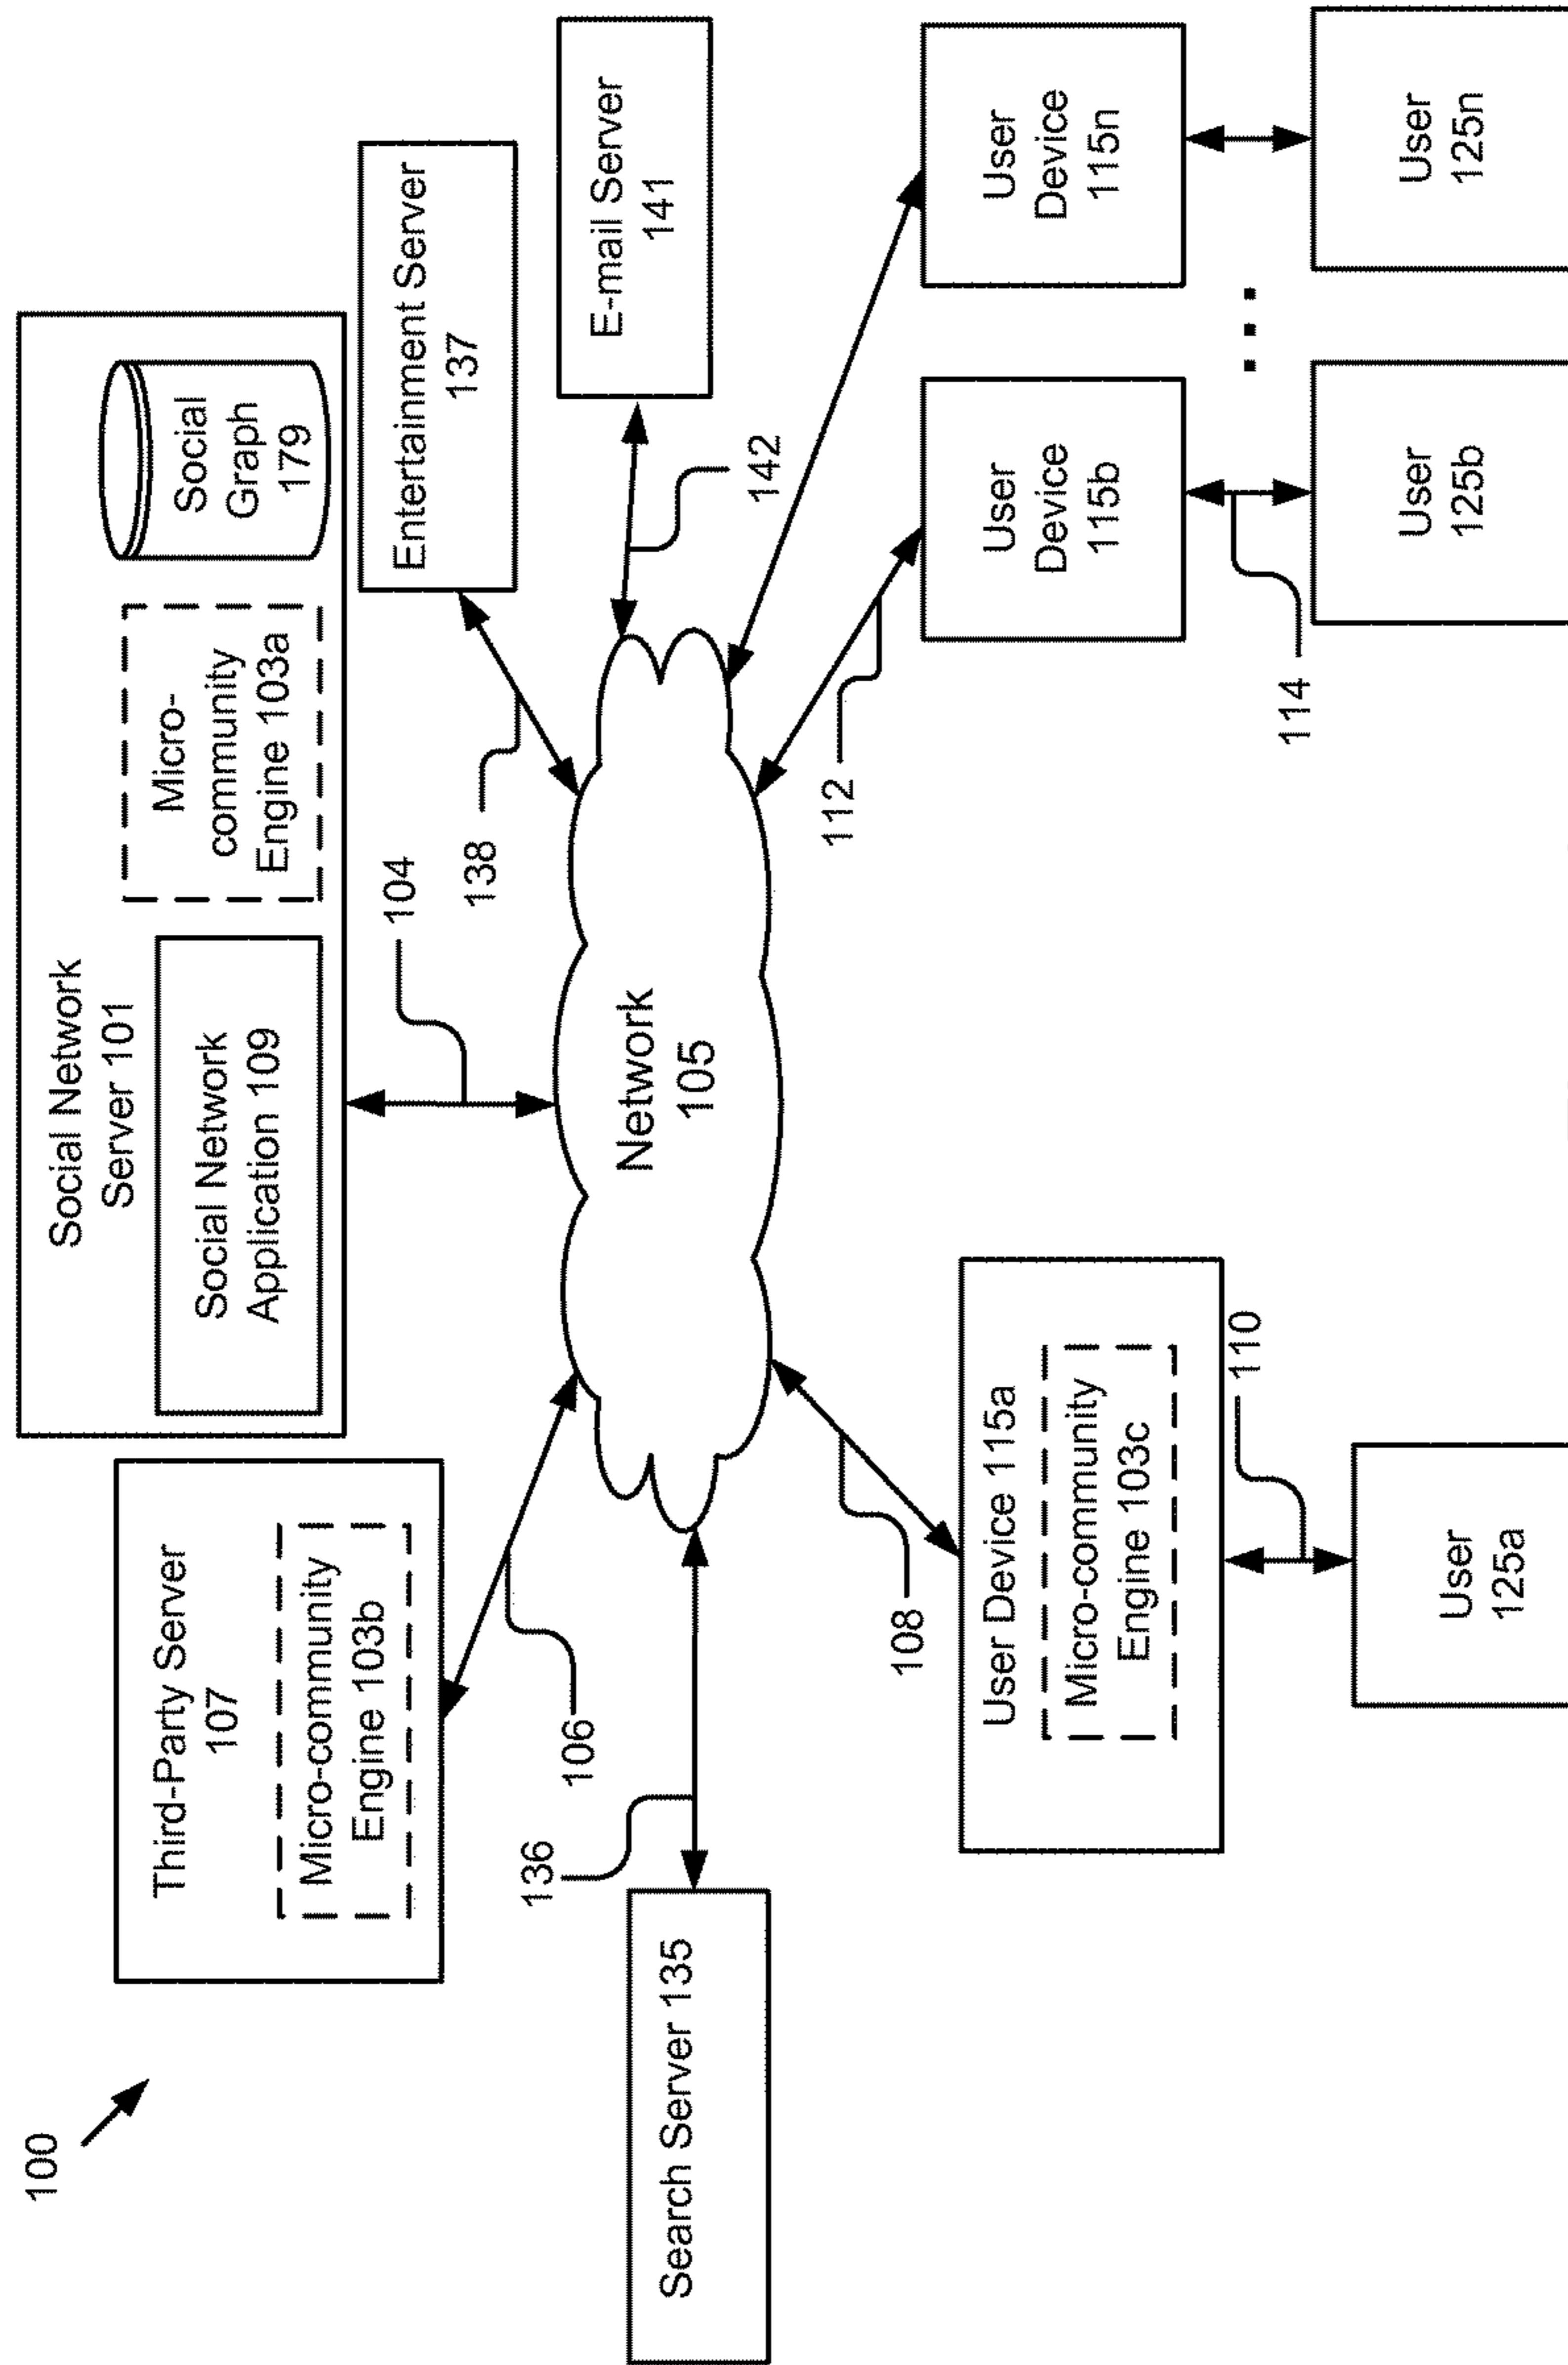 100
Social Network
Server 101
Social Network
Application 109
Micro-
community
Engine 103a
Social
Graph
179
Third-Party Server
107
Micro-community
Engine 103b
Entertainment Server
137
E-mail Server
141
104
138
142
106
136
Search Server 135
Network
105
108
112
User Device 115a
Micro-community
Engine 103c
User
Device
115b
User
Device
115n
110
114
. . .
User
125a
User
125b
User
125n